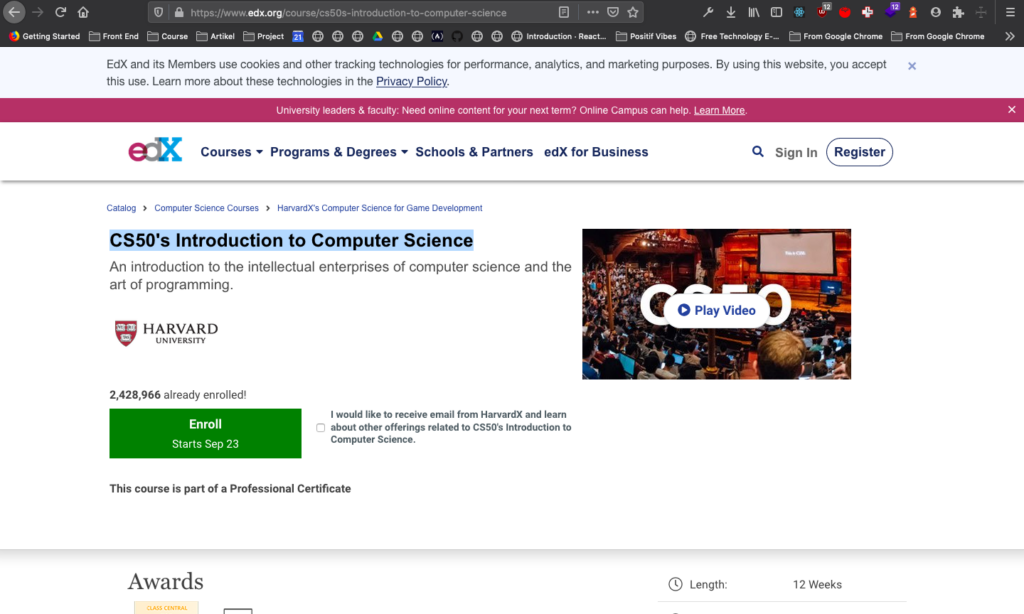 https://www.edx.org/course/cs50s-introduction-to-computer-science
12
12
Getting Started
Front End
Course
Artikel
Project
21
Introduction · React...
Positif Vibes
Free Technology E-...
From Google Chrome
From Google Chrome
EdX and its Members use cookies and other tracking technologies for performance, analytics, and marketing purposes. By using this website, you accept
this use. Learn more about these technologies in the Privacy Policy.
University leaders & faculty: Need online content for your next term? Online Campus can help. Learn More.
edX
Courses
Programs & Degrees
Schools & Partners
edX for Business
Sign In
Register
Catalog > Computer Science Courses > HarvardX's Computer Science for Game Development
CS50's Introduction to Computer Science
An introduction to the intellectual enterprises of computer science and the
art of programming.
CS50
Play Video
HARVARD
UNIVERSITY
2,428,966 already enrolled!
Enroll
Starts Sep 23
I would like to receive email from HarvardX and learn
about other offerings related to CS50's Introduction to
Computer Science.
This course is part of a Professional Certificate
Awards
CLASS CENTRAL
Length:
12 Weeks